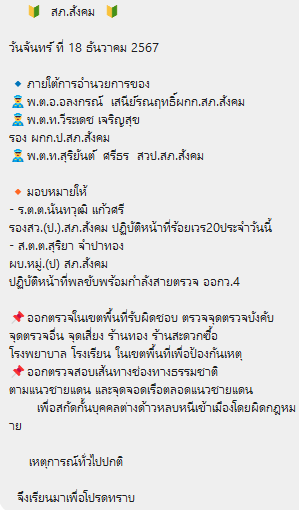 🔰 สภ.สังคม 🔰
วันจันทร์ ที่ 18 ธันวาคม 2567
🔹ภายใต้การอำนวยการของ
👮พ.ต.อ.อลงกรณ์ เสนีย์รณฤทธิ์ผกก.สภ.สังคม
👮พ.ต.ท.วีระเดช เจริญสุข
รอง ผกก.ป.สภ.สังคม
👮พ.ต.ท.สุริยันต์ ศรีธร สวป.สภ.สังคม
🔸มอบหมายให้
- ร.ต.ต.นันทวุฒิ แก้วศรี
รองสว.(ป.).สภ.สังคม ปฏิบัติหน้าที่ร้อยเวร20ประจำวันนี้
- ส.ต.ต.สุริยา จำปาทอง
ผบ.หมู่.(ป) สภ.สังคม
ปฏิบัติหน้าที่พลขับพร้อมกำลังสายตรวจ ออกว.4
📌ออกตรวจในเขตพื้นที่รับผิดชอบ ตรวจจุดตรวจบังคับ
จุดตรวจอื่น จุดเสี่ยง ร้านทอง ร้านสะดวกซื้อ
โรงพยาบาล โรงเรียน ในเขตพื้นที่เพื่อป้องกันเหตุ
📌ออกตรวจสอบเส้นทางช่องทางธรรมชาติ
ตามแนวชายแดน และจุดจอดเรือตลอดแนวชายแดน
เพื่อสกัดกั้นบุคคลต่างด้าวหลบหนีเข้าเมืองโดยผิดกฎหม
าย
เหตุการณ์ทั่วไปปกติ
จึงเรียนมาเพื่อโปรดทราบ